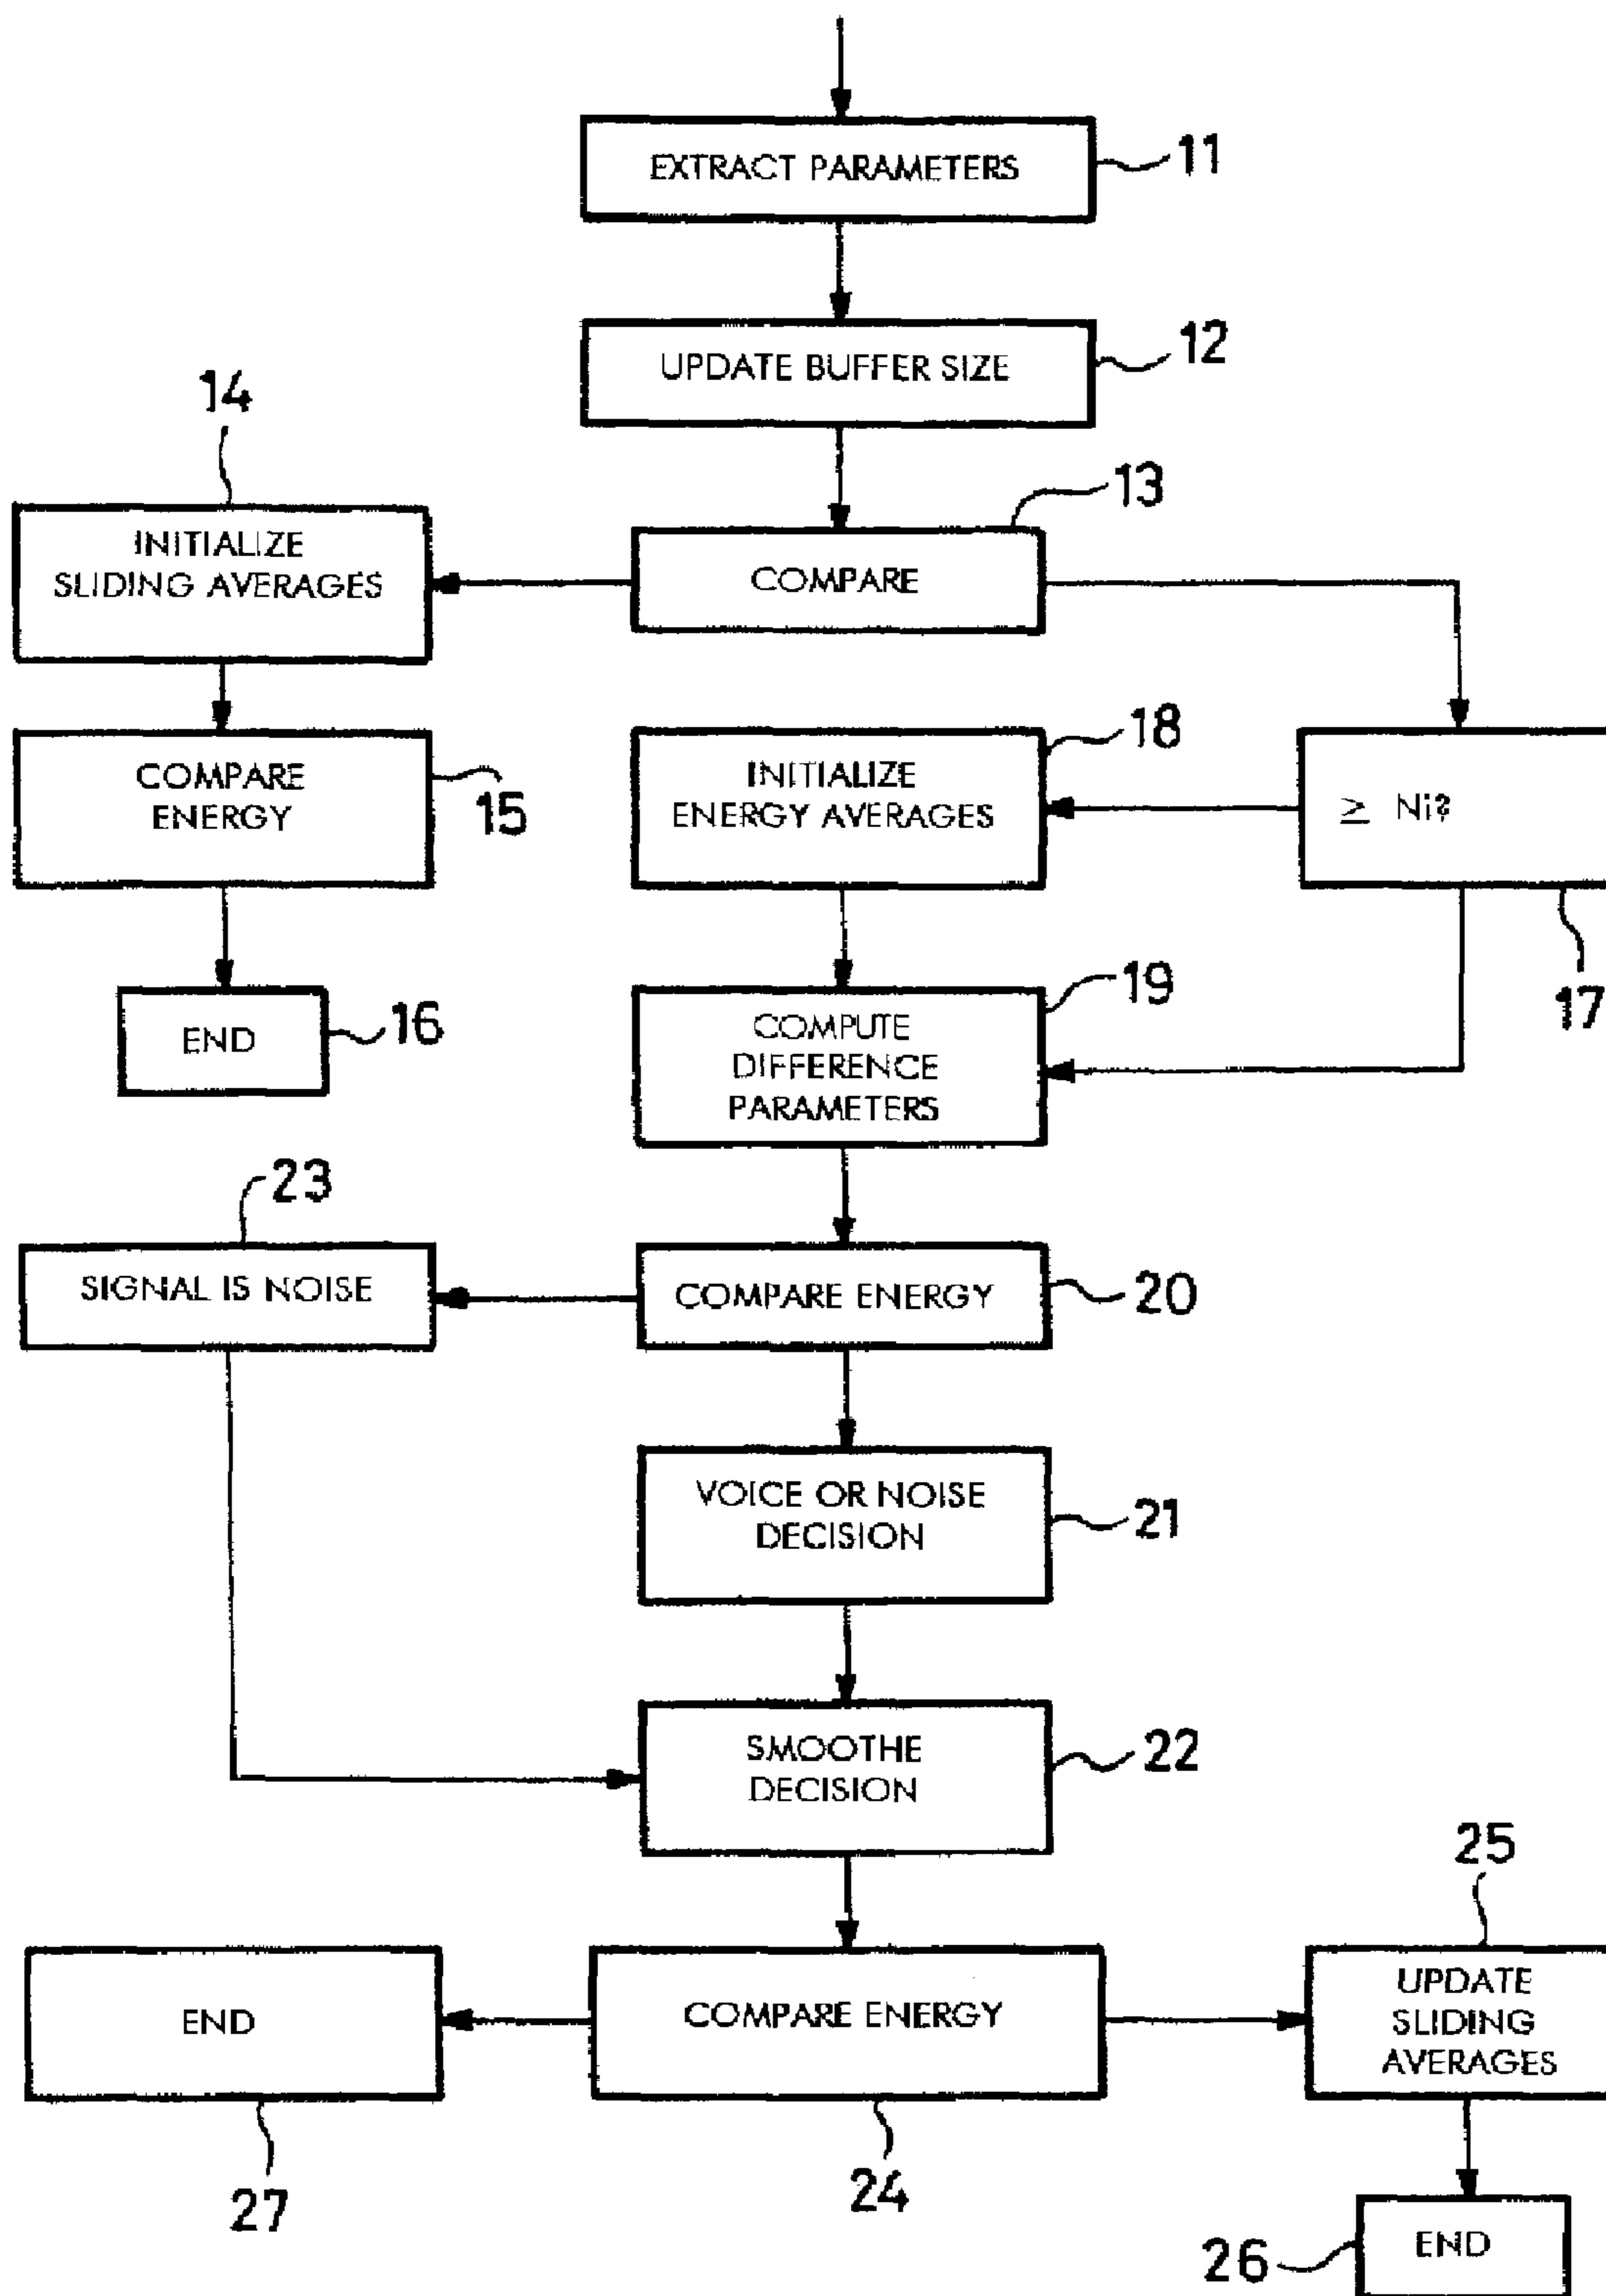 EXTRACT PARAMETERS
11
UPDATE BUFFER SIZE
12
14
13
INITIALIZE
SLIDING AVERAGES
COMPARE
18
COMPARE
ENERGY
15
INITIALIZE
ENERGY AVERAGES
≥ Ni?
17
19
END
16
COMPUTE
DIFFERENCE
PARAMETERS
23
SIGNAL IS NOISE
COMPARE ENERGY
20
VOICE OR NOISE
DECISION
21
SMOOTHE
DECISION
22
25
END
COMPARE ENERGY
UPDATE
SLIDING
AVERAGES
27
24
26
END